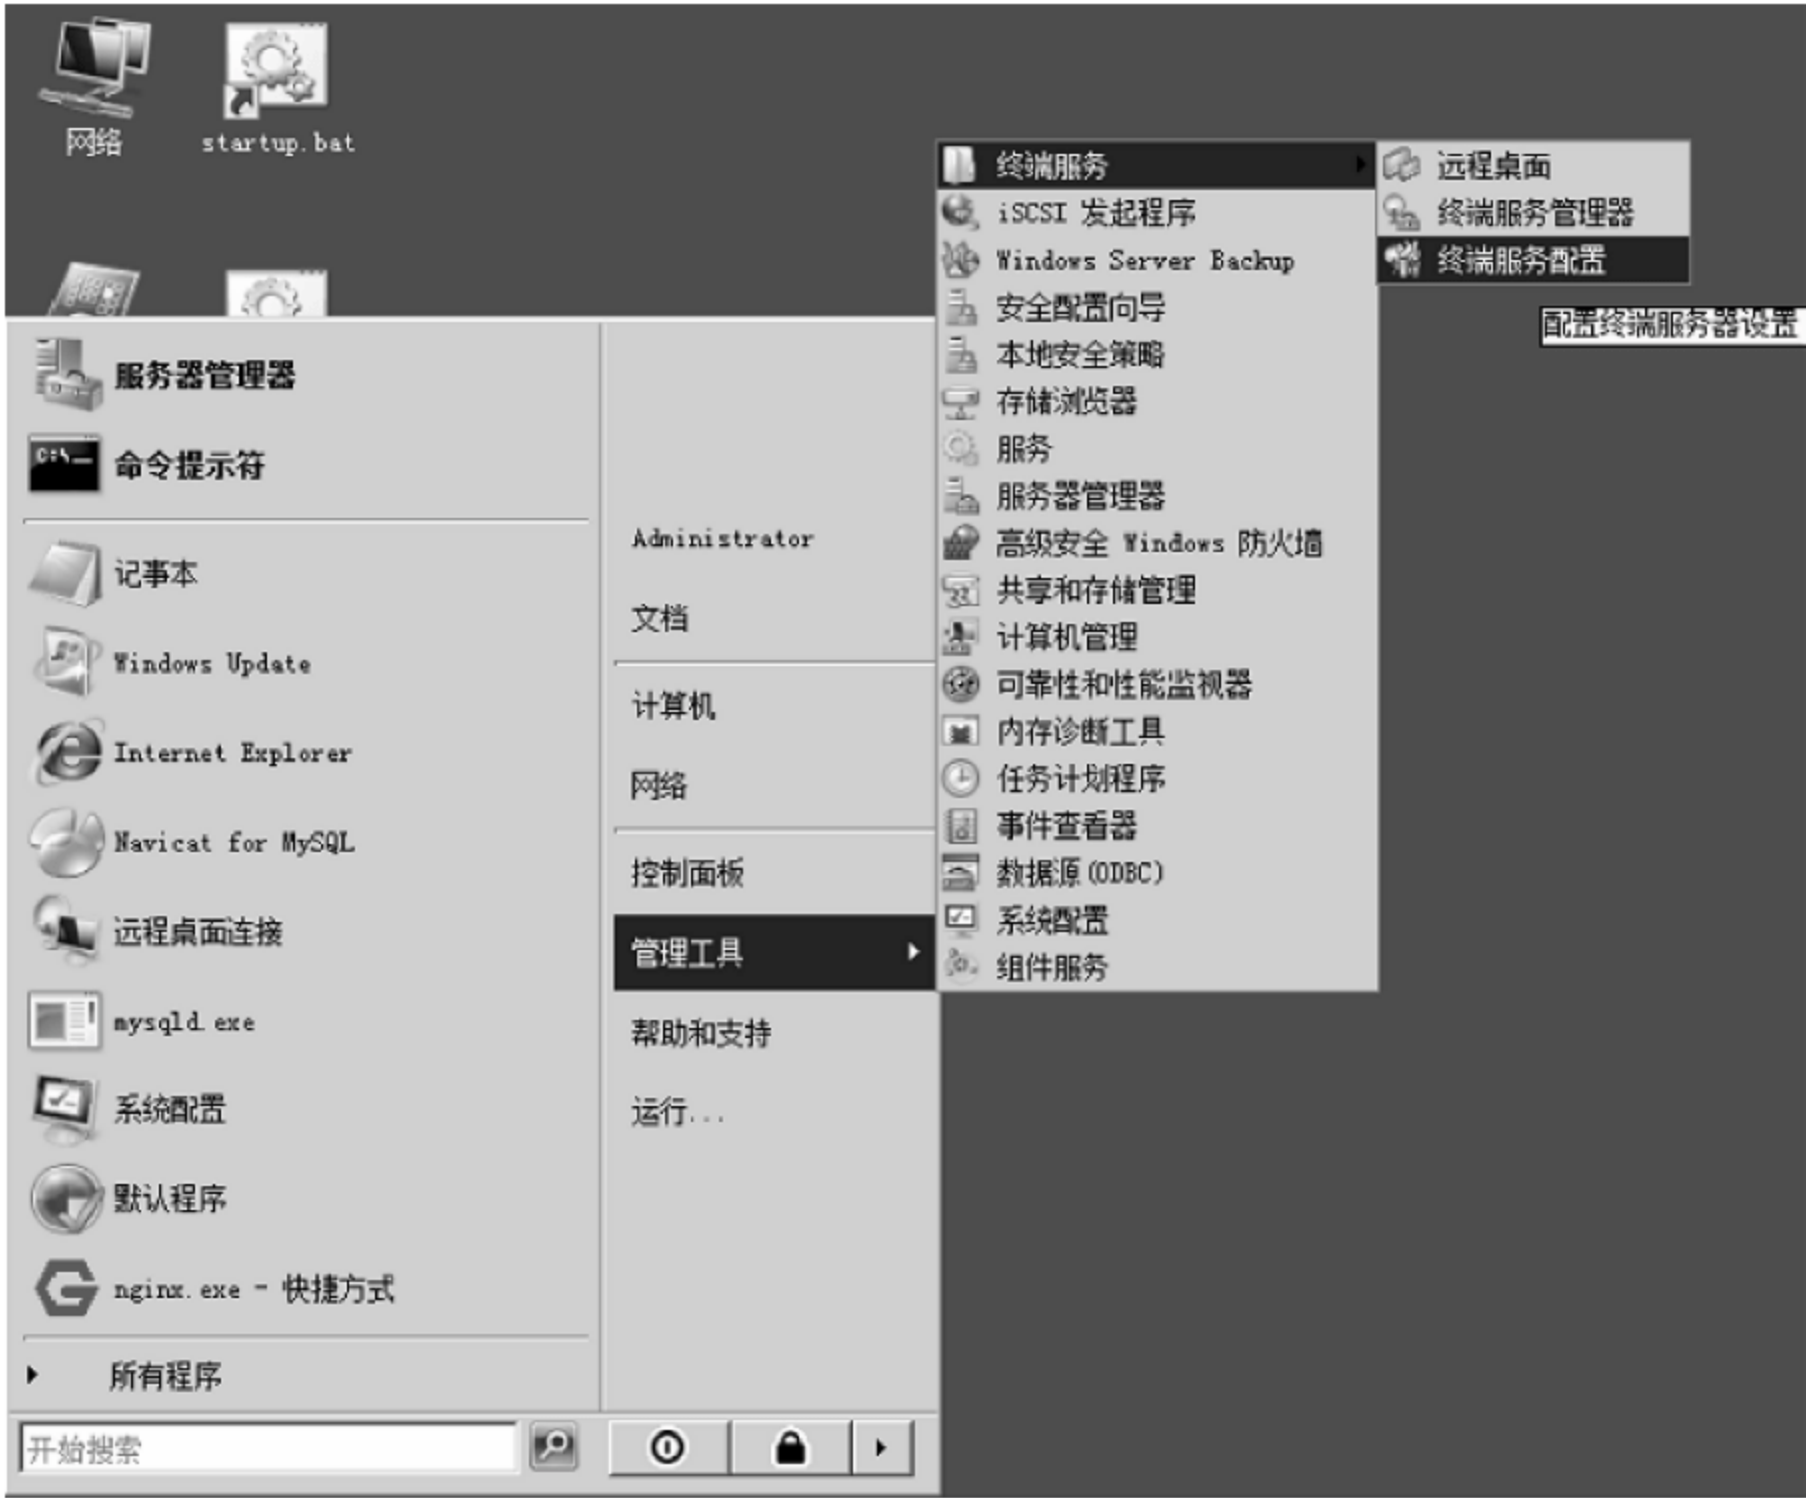 网络
startup.bat
服务器管理器
命令提示符
记事本
Windows Update
Internet Explorer
Navicat for MySQL
远程桌面连接
mysqld.exe
系统配置
默认程序
nginx.exe - 快捷方式
所有程序
开始搜索
Administrator
文档
计算机
网络
控制面板
管理工具
帮助和支持
运行...
终端服务
iSCSI 发起程序
Windows Server Backup
安全配置向导
本地安全策略
存储浏览器
服务
服务器管理器
高级安全 Windows 防火墙
共享和存储管理
计算机管理
可靠性和性能监视器
内存诊断工具
任务计划程序
事件查看器
数据源(ODBC)
系统配置
组件服务
远程桌面
终端服务管理器
终端服务配置
配置终端服务器设置